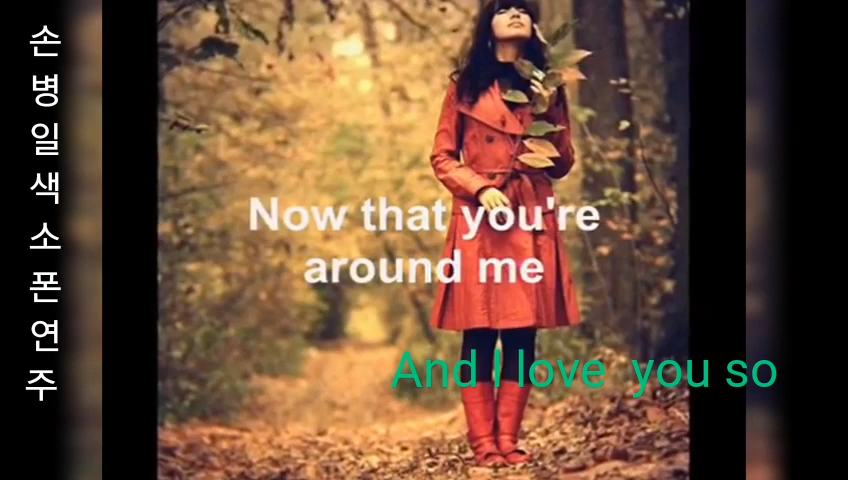 손병일색소폰연주
Now that you're
around me
And I love you so